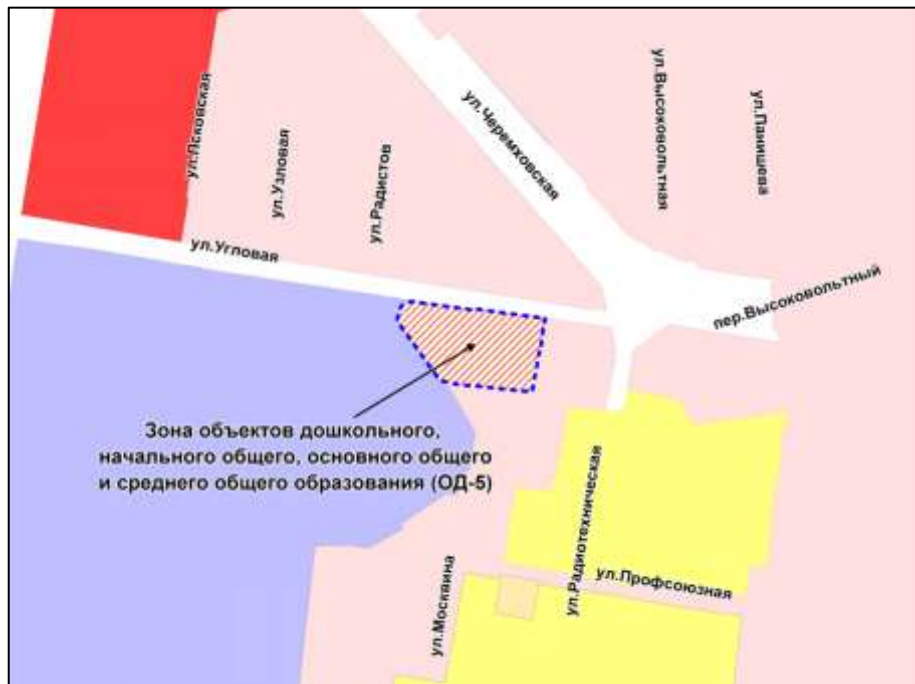 ул.Псковская
ул.Узловая
ул.Радистов
ул.Черемховская
ул.Высоковольтная
ул.Панишева
ул.Угловая
пер.Высоковольтный
Зона объектов дошкольного,
начального общего, основного общего
и среднего общего образования (ОД-5)
ул.Москвина
ул.Радиотехническая
ул.Профсоюзная